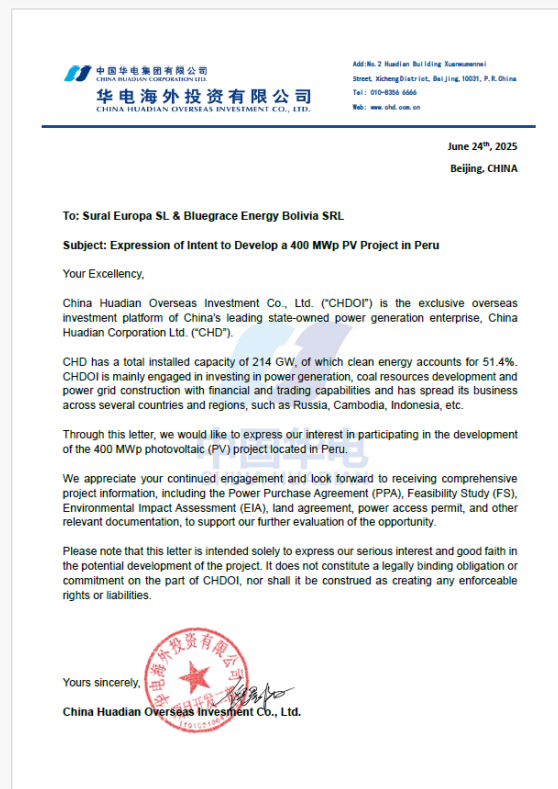 中国华电集团有限公司
CHINA HUADIAN CORPORATION LTD.
华电海外投资有限公司
CHINA HUADIAN OVERSEAS INVESTMENT CO., LTD.
Add:No.2 Huadian Building Xuanwumennei
Street, Xicheng District, Beijing, 10031, P.R.China
Tel: 010-8356 6666
Web: www.chd.com.cn
June 24th, 2025
Beijing, CHINA
To: Sural Europa SL & Bluegrace Energy Bolivia SRL
Subject: Expression of Intent to Develop a 400 MWp PV Project in Peru
Your Excellency,
China Huadian Overseas Investment Co., Ltd. (“CHDOI”) is the exclusive overseas
investment platform of China's leading state-owned power generation enterprise, China
Huadian Corporation Ltd. (“CHD”).
CHD has a total installed capacity of 214 GW, of which clean energy accounts for 51.4%.
CHDOI is mainly engaged in investing in power generation, coal resources development and
power grid construction with financial and trading capabilities and has spread its business
across several countries and regions, such as Russia, Cambodia, Indonesia, etc.
Through this letter, we would like to express our interest in participating in the development
of the 400 MWp photovoltaic (PV) project located in Peru.
中国华电
CHINA HUADIAN
We appreciate your continued engagement and look forward to receiving comprehensive
project information, including the Power Purchase Agreement (PPA), Feasibility Study (FS),
Environmental Impact Assessment (EIA), land agreement, power access permit, and other
relevant documentation, to support our further evaluation of the opportunity.
Please note that this letter is intended solely to express our serious interest and good faith in
the potential development of the project. It does not constitute a legally binding obligation or
commitment on the part of CHDOI, nor shall it be construed as creating any enforceable
rights or liabilities.
华电海外投资有限公司
Yours sincerely,
China Huadian Overseas Invesment Co., Ltd.